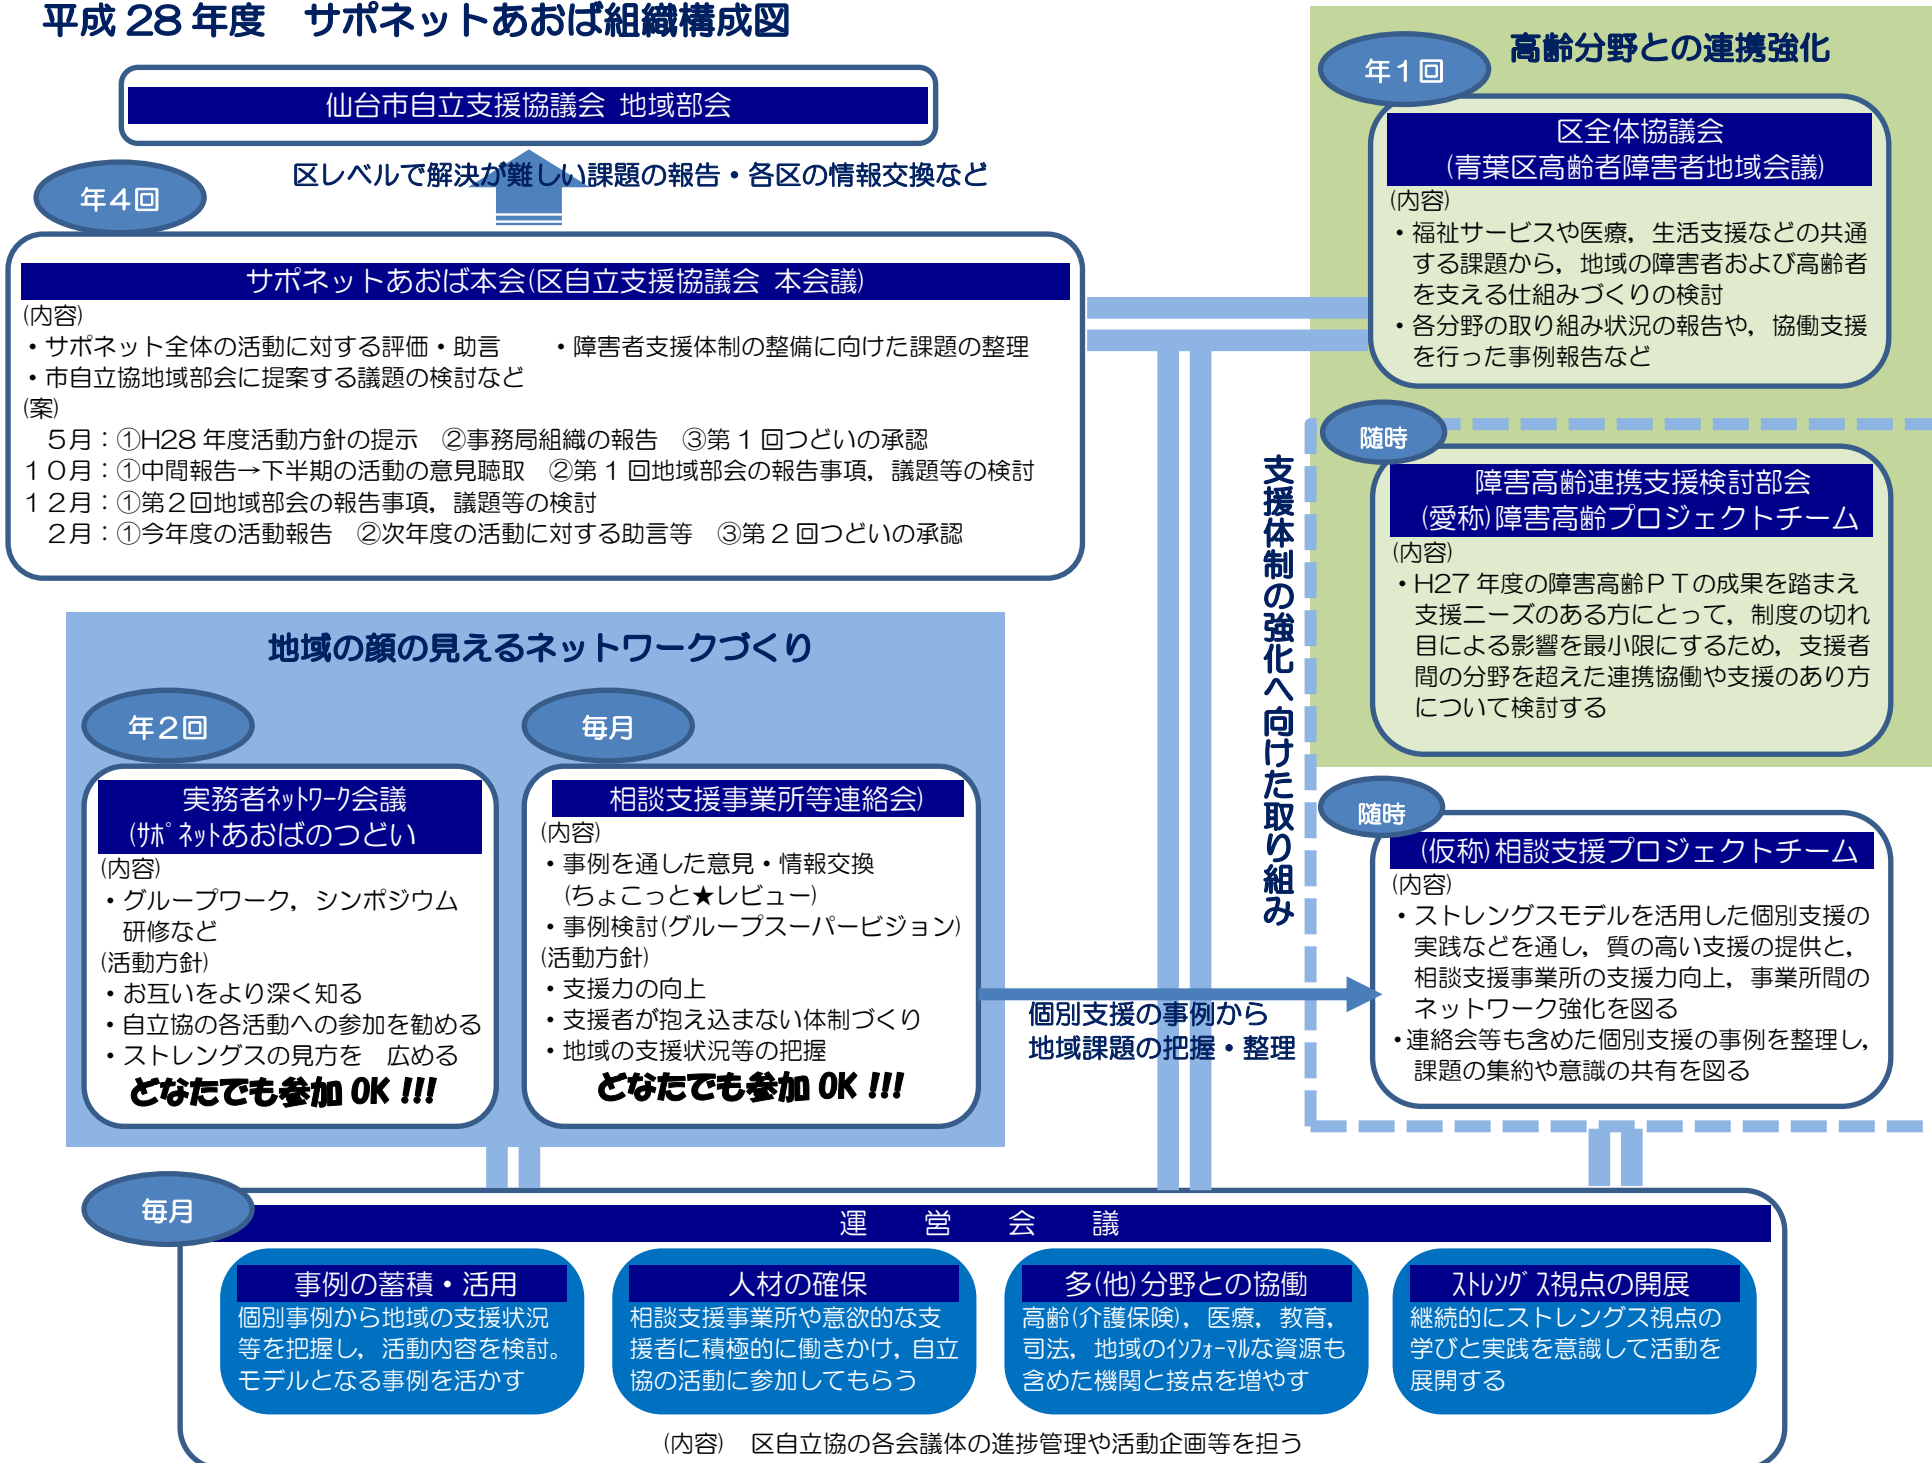 平成28年度　サポネットあおば組織構成図
仙台市自立支援協議会 地域部会
区レベルで解決が難しい課題の報告・各区の情報交換など
年４回
サポネットあおば本会(区自立支援協議会 本会議)
(内容)
・サポネット全体の活動に対する評価・助言　　・障害者支援体制の整備に向けた課題の整理
・市自立協地域部会に提案する議題の検討など
(案)
５月：①H28年度活動方針の提示　②事務局組織の報告　③第1回つどいの承認
１０月：①中間報告→下半期の活動の意見聴取　②第1回地域部会の報告事項，議題等の検討
１２月：①第２回地域部会の報告事項，議題等の検討
２月：①今年度の活動報告　②次年度の活動に対する助言等　③第２回つどいの承認
高齢分野との連携強化
年１回
区全体協議会
(青葉区高齢者障害者地域会議)
(内容)
・福祉サービスや医療，生活支援などの共通
する課題から，地域の障害者および高齢者
を支える仕組みづくりの検討
・各分野の取り組み状況の報告や，協働支援
を行った事例報告など
支援体制の強化へ向けた取り組み
随時
障害高齢連携支援検討部会
(愛称)障害高齢プロジェクトチーム
(内容)
・H27年度の障害高齢ＰＴの成果を踏まえ
支援ニーズのある方にとって，制度の切れ
目による影響を最小限にするため，支援者
間の分野を超えた連携協働や支援のあり方
について検討する
随時
(仮称)相談支援プロジェクトチーム
(内容)
・ストレングスモデルを活用した個別支援の
実践などを通し，質の高い支援の提供と，
相談支援事業所の支援力向上，事業所間の
ネットワーク強化を図る
・連絡会等も含めた個別支援の事例を整理し，
課題の集約や意識の共有を図る
地域の顔の見えるネットワークづくり
年２回
実務者ﾈｯﾄﾜｰｸ会議
(ｻﾎﾟﾈｯﾄあおばのつどい
(内容)
・グループワーク，シンポジウム
研修など
(活動方針)
・お互いをより深く知る
・自立協の各活動への参加を勧める
・ストレングスの見方を　広める
どなたでも参加OK!!!
毎月
相談支援事業所等連絡会)
(内容)
・事例を通した意見・情報交換
(ちょこっと★レビュー)
・事例検討(グループスーパービジョン)
(活動方針)
・支援力の向上
・支援者が抱え込まない体制づくり
・地域の支援状況等の把握
どなたでも参加OK!!!
個別支援の事例から
地域課題の把握・整理
毎月
運　営　会　議
事例の蓄積・活用
個別事例から地域の支援状況
等を把握し，活動内容を検討。
モデルとなる事例を活かす
人材の確保
相談支援事業所や意欲的な支
援者に積極的に働きかけ，自立
協の活動に参加してもらう
多(他)分野との協働
高齢(介護保険)，医療，教育，
司法，地域のｲﾝﾌｫｰﾏﾙな資源も
含めた機関と接点を増やす
ｽﾄﾚﾝｸﾞｽ視点の開展
継続的にストレングス視点の
学びと実践を意識して活動を
展開する
(内容)　区自立協の各会議体の進捗管理や活動企画等を担う